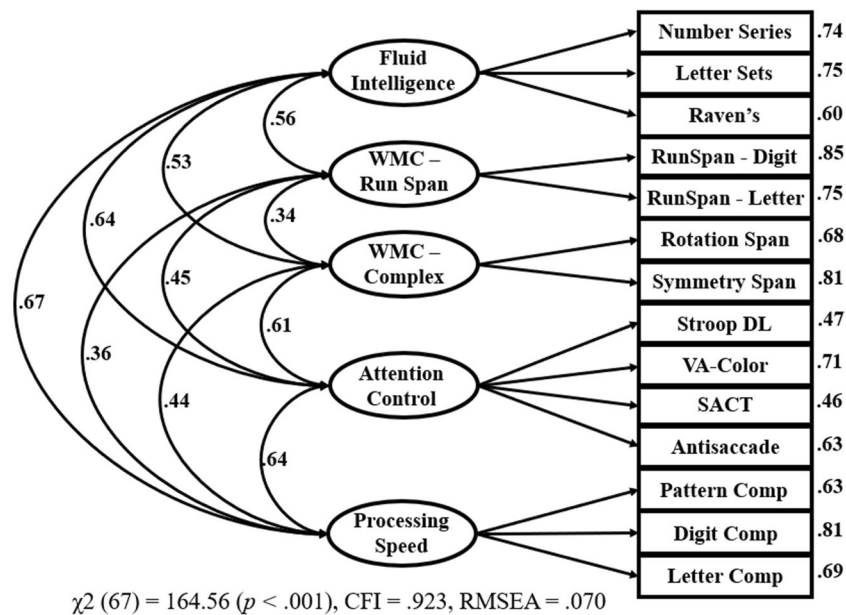 Fluid
Intelligence
WMC –
Run Span
WMC –
Complex
Attention
Control
Processing
Speed
.56
.53
.34
.64
.45
.67
.61
.36
.44
.64
Number Series .74
Letter Sets .75
Raven's .60
RunSpan - Digit .85
RunSpan - Letter .75
Rotation Span .68
Symmetry Span .81
Stroop DL .47
VA-Color .71
SACT .46
Antisaccade .63
Pattern Comp .63
Digit Comp .81
Letter Comp .69
χ2 (67) = 164.56 (p < .001), CFI = .923, RMSEA = .070